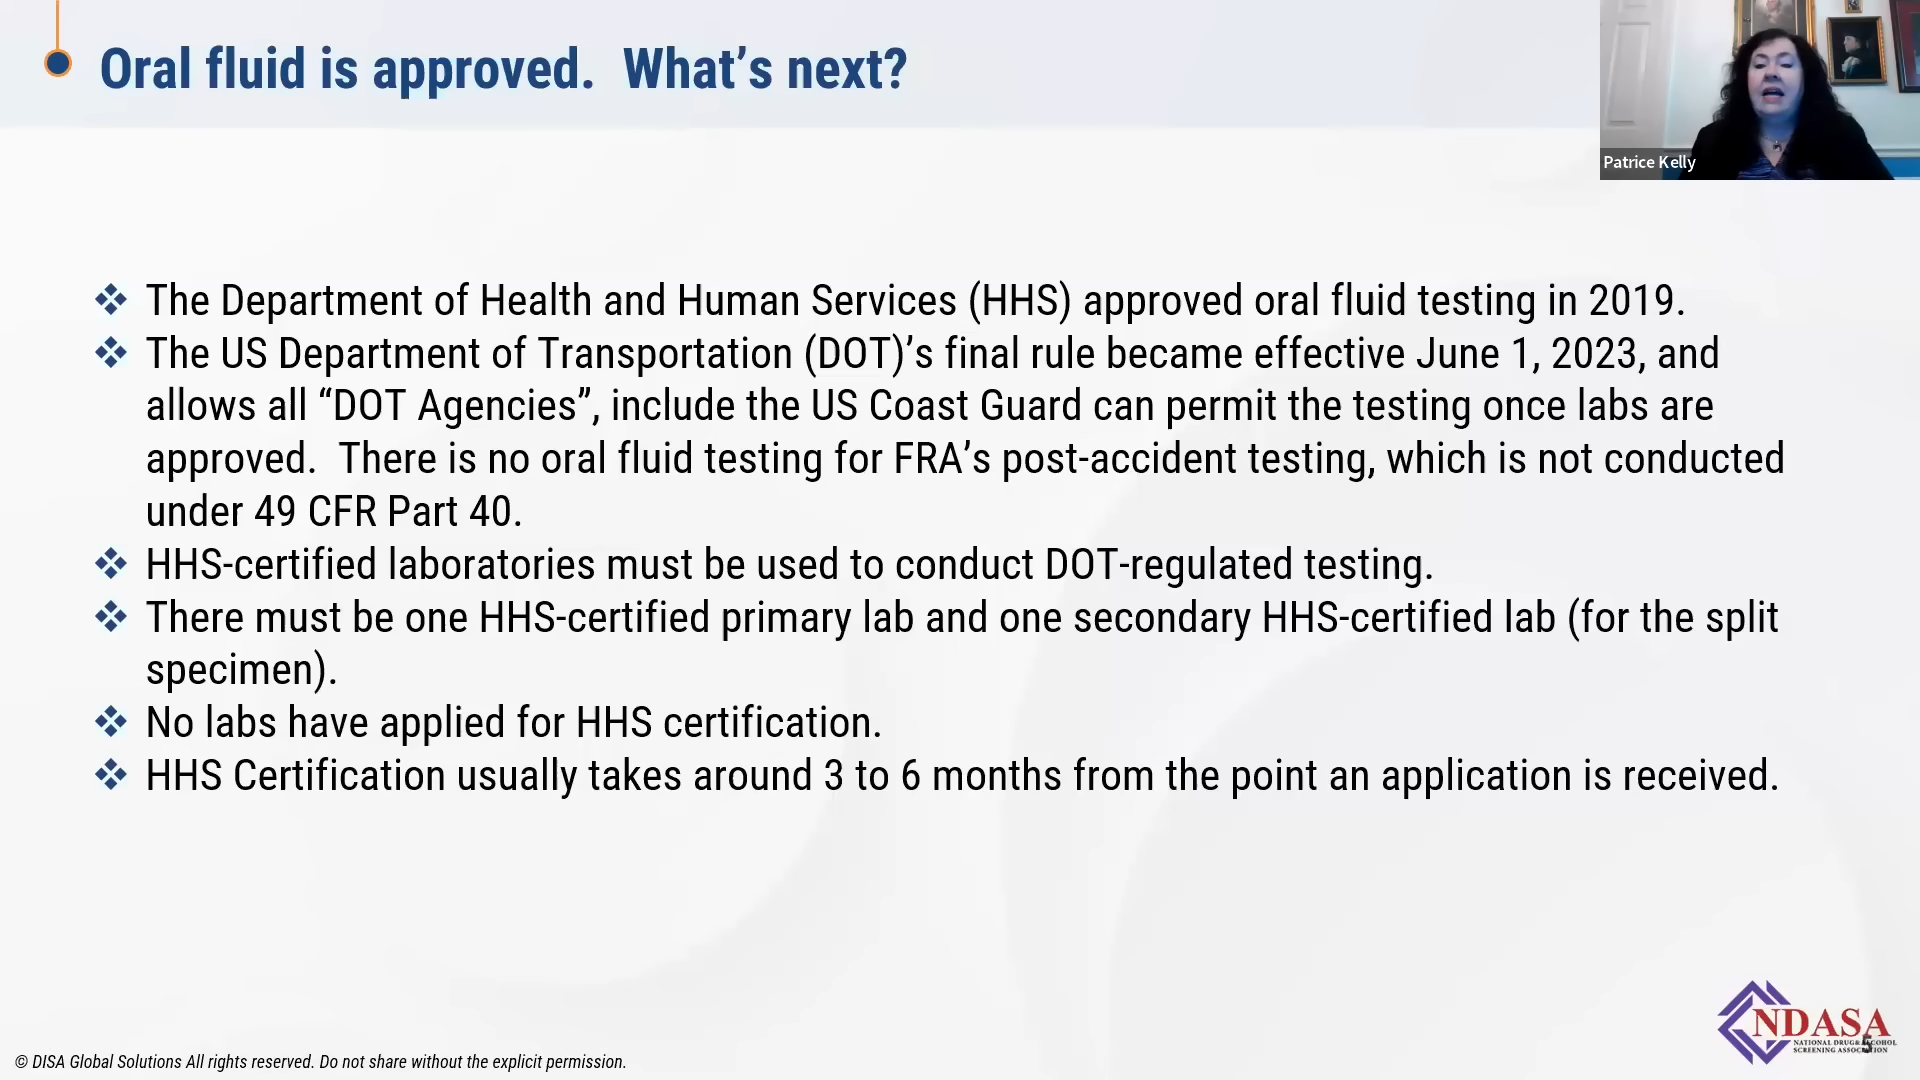 Oral fluid is approved.  What’s next?
Patrice Kelly
❖ The Department of Health and Human Services (HHS) approved oral fluid testing in 2019.
❖ The US Department of Transportation (DOT)’s final rule became effective June 1, 2023, and
allows all “DOT Agencies”, include the US Coast Guard can permit the testing once labs are
approved.  There is no oral fluid testing for FRA’s post-accident testing, which is not conducted
under 49 CFR Part 40.
❖ HHS-certified laboratories must be used to conduct DOT-regulated testing.
❖ There must be one HHS-certified primary lab and one secondary HHS-certified lab (for the split
specimen).
❖ No labs have applied for HHS certification.
❖ HHS Certification usually takes around 3 to 6 months from the point an application is received.
NDASA
NATIONAL DRUG & ALCOHOL
SCREENING ASSOCIATION
5
© DISA Global Solutions All rights reserved. Do not share without the explicit permission.